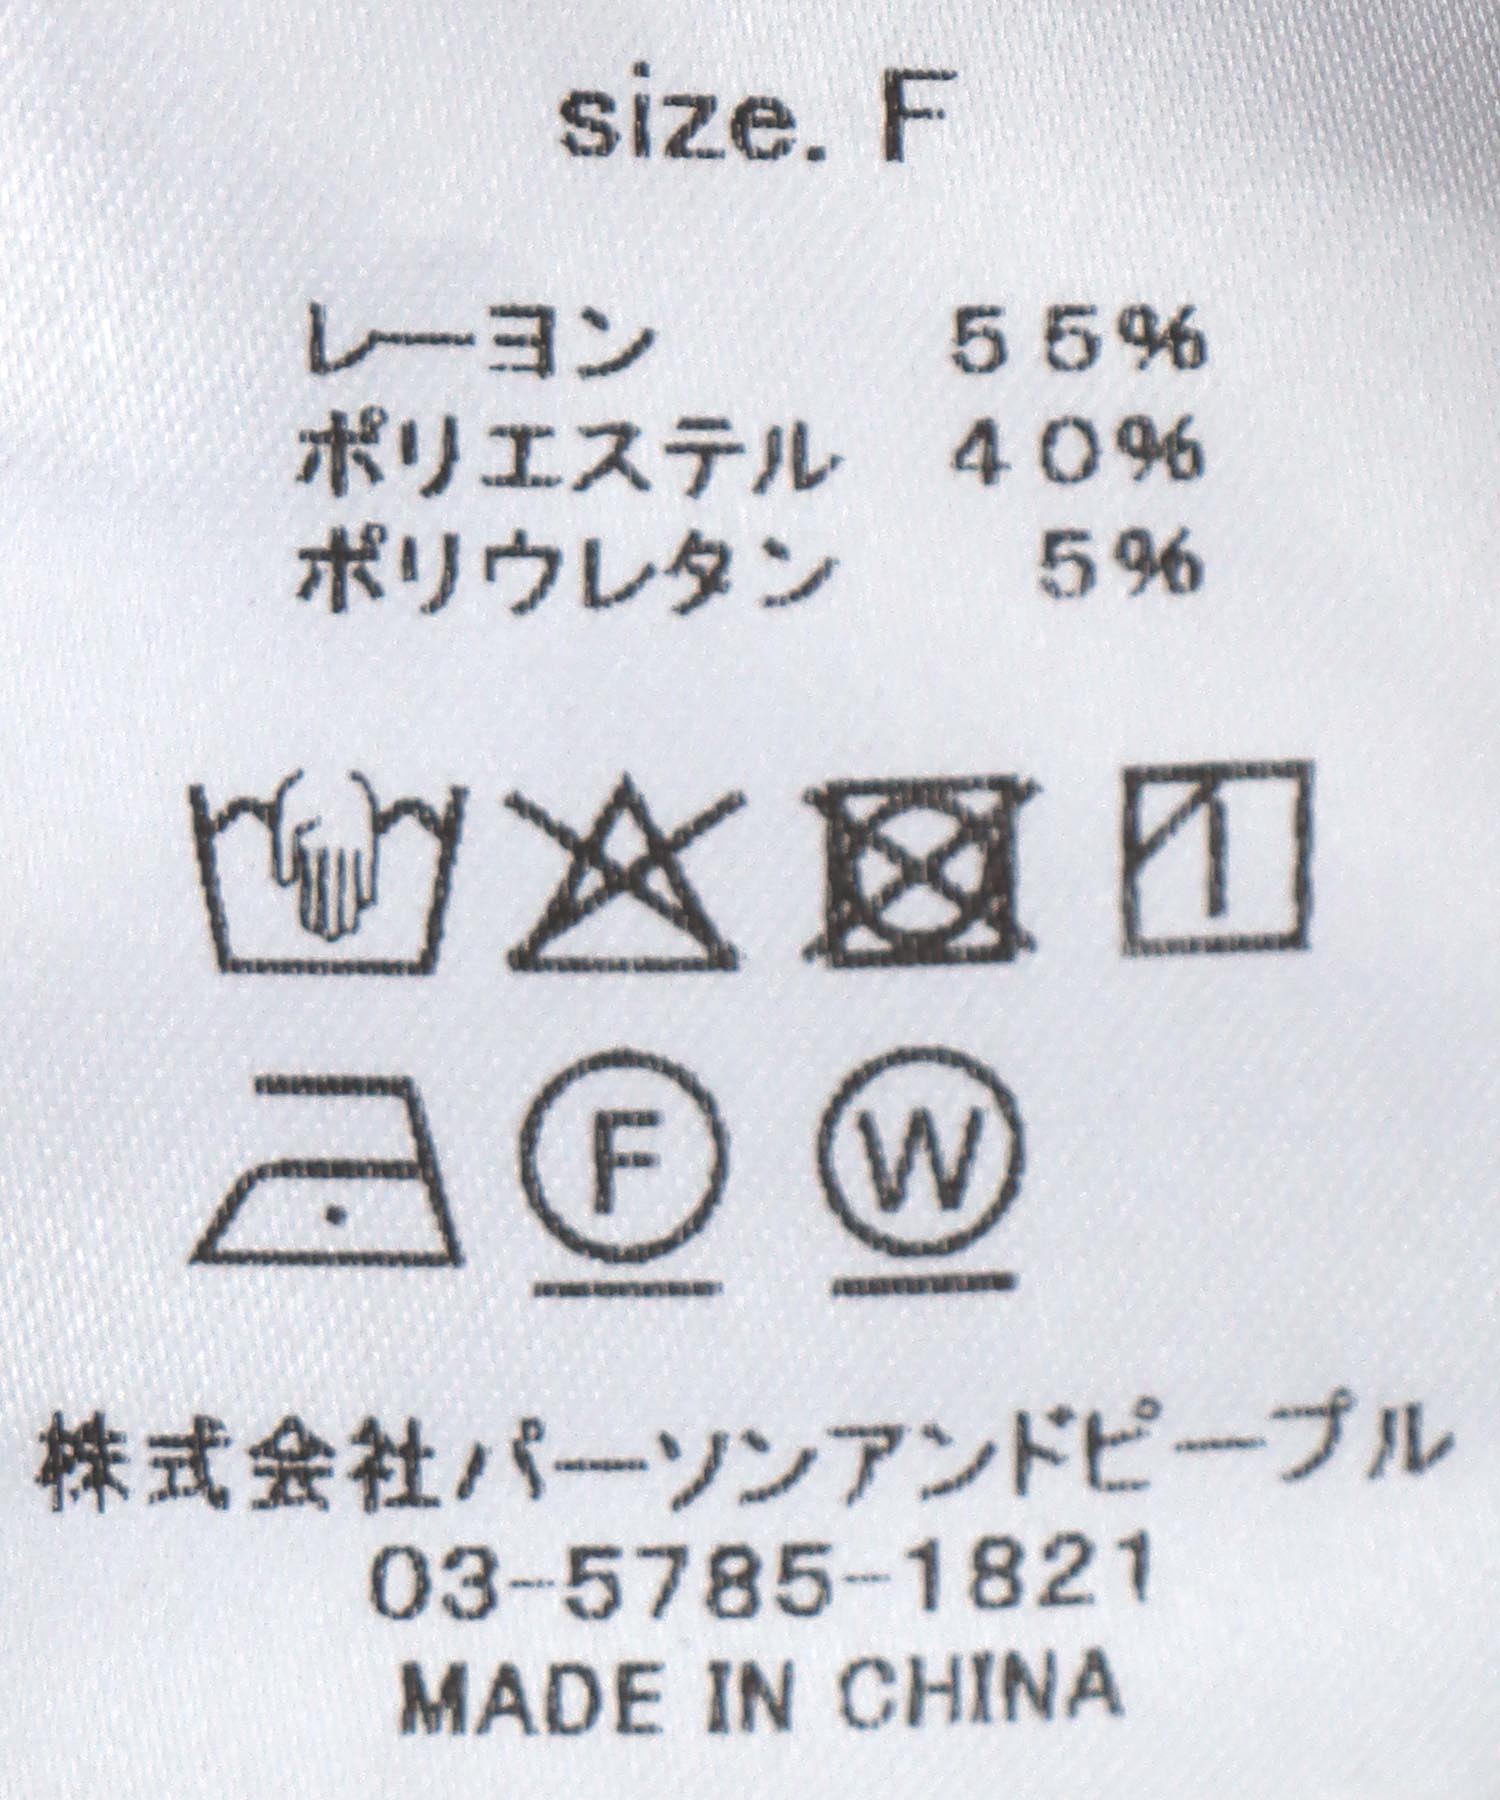 size. F
レーヨン 55%
ポリエステル 40%
ポリウレタン 5%
F W
株式会社パーソンアンドピープル
03-5785-1821
MADE IN CHINA